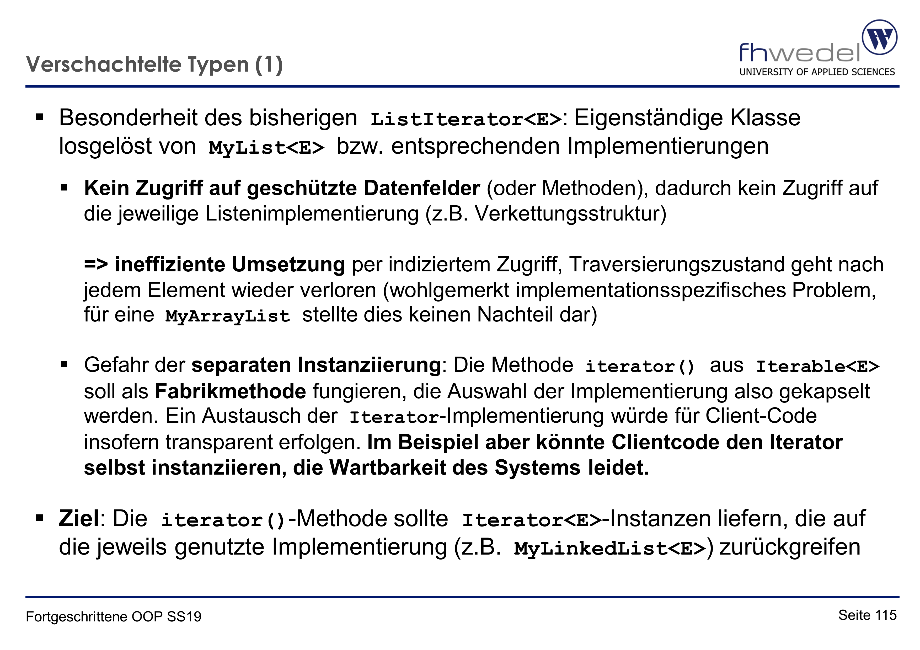 Verschachtelte Typen (1)
fhwedel
W
UNIVERSITY OF APPLIED SCIENCES
▪ Besonderheit des bisherigen ListIterator<E>: Eigenständige Klasse
losgelöst von MyList<E> bzw. entsprechenden Implementierungen
▪ Kein Zugriff auf geschützte Datenfelder (oder Methoden), dadurch kein Zugriff auf
die jeweilige Listenimplementierung (z.B. Verkettungsstruktur)
=> ineffiziente Umsetzung per indiziertem Zugriff, Traversierungszustand geht nach
jedem Element wieder verloren (wohlgemerkt implementationsspezifisches Problem,
für eine MyArrayList stellte dies keinen Nachteil dar)
▪ Gefahr der separaten Instanziierung: Die Methode iterator() aus Iterable<E>
soll als Fabrikmethode fungieren, die Auswahl der Implementierung also gekapselt
werden. Ein Austausch der Iterator-Implementierung würde für Client-Code
insofern transparent erfolgen. Im Beispiel aber könnte Clientcode den Iterator
selbst instanziieren, die Wartbarkeit des Systems leidet.
▪ Ziel: Die iterator()-Methode sollte Iterator<E>-Instanzen liefern, die auf
die jeweils genutzte Implementierung (z.B. MyLinkedList<E>) zurückgreifen
Fortgeschrittene OOP SS19
Seite 115